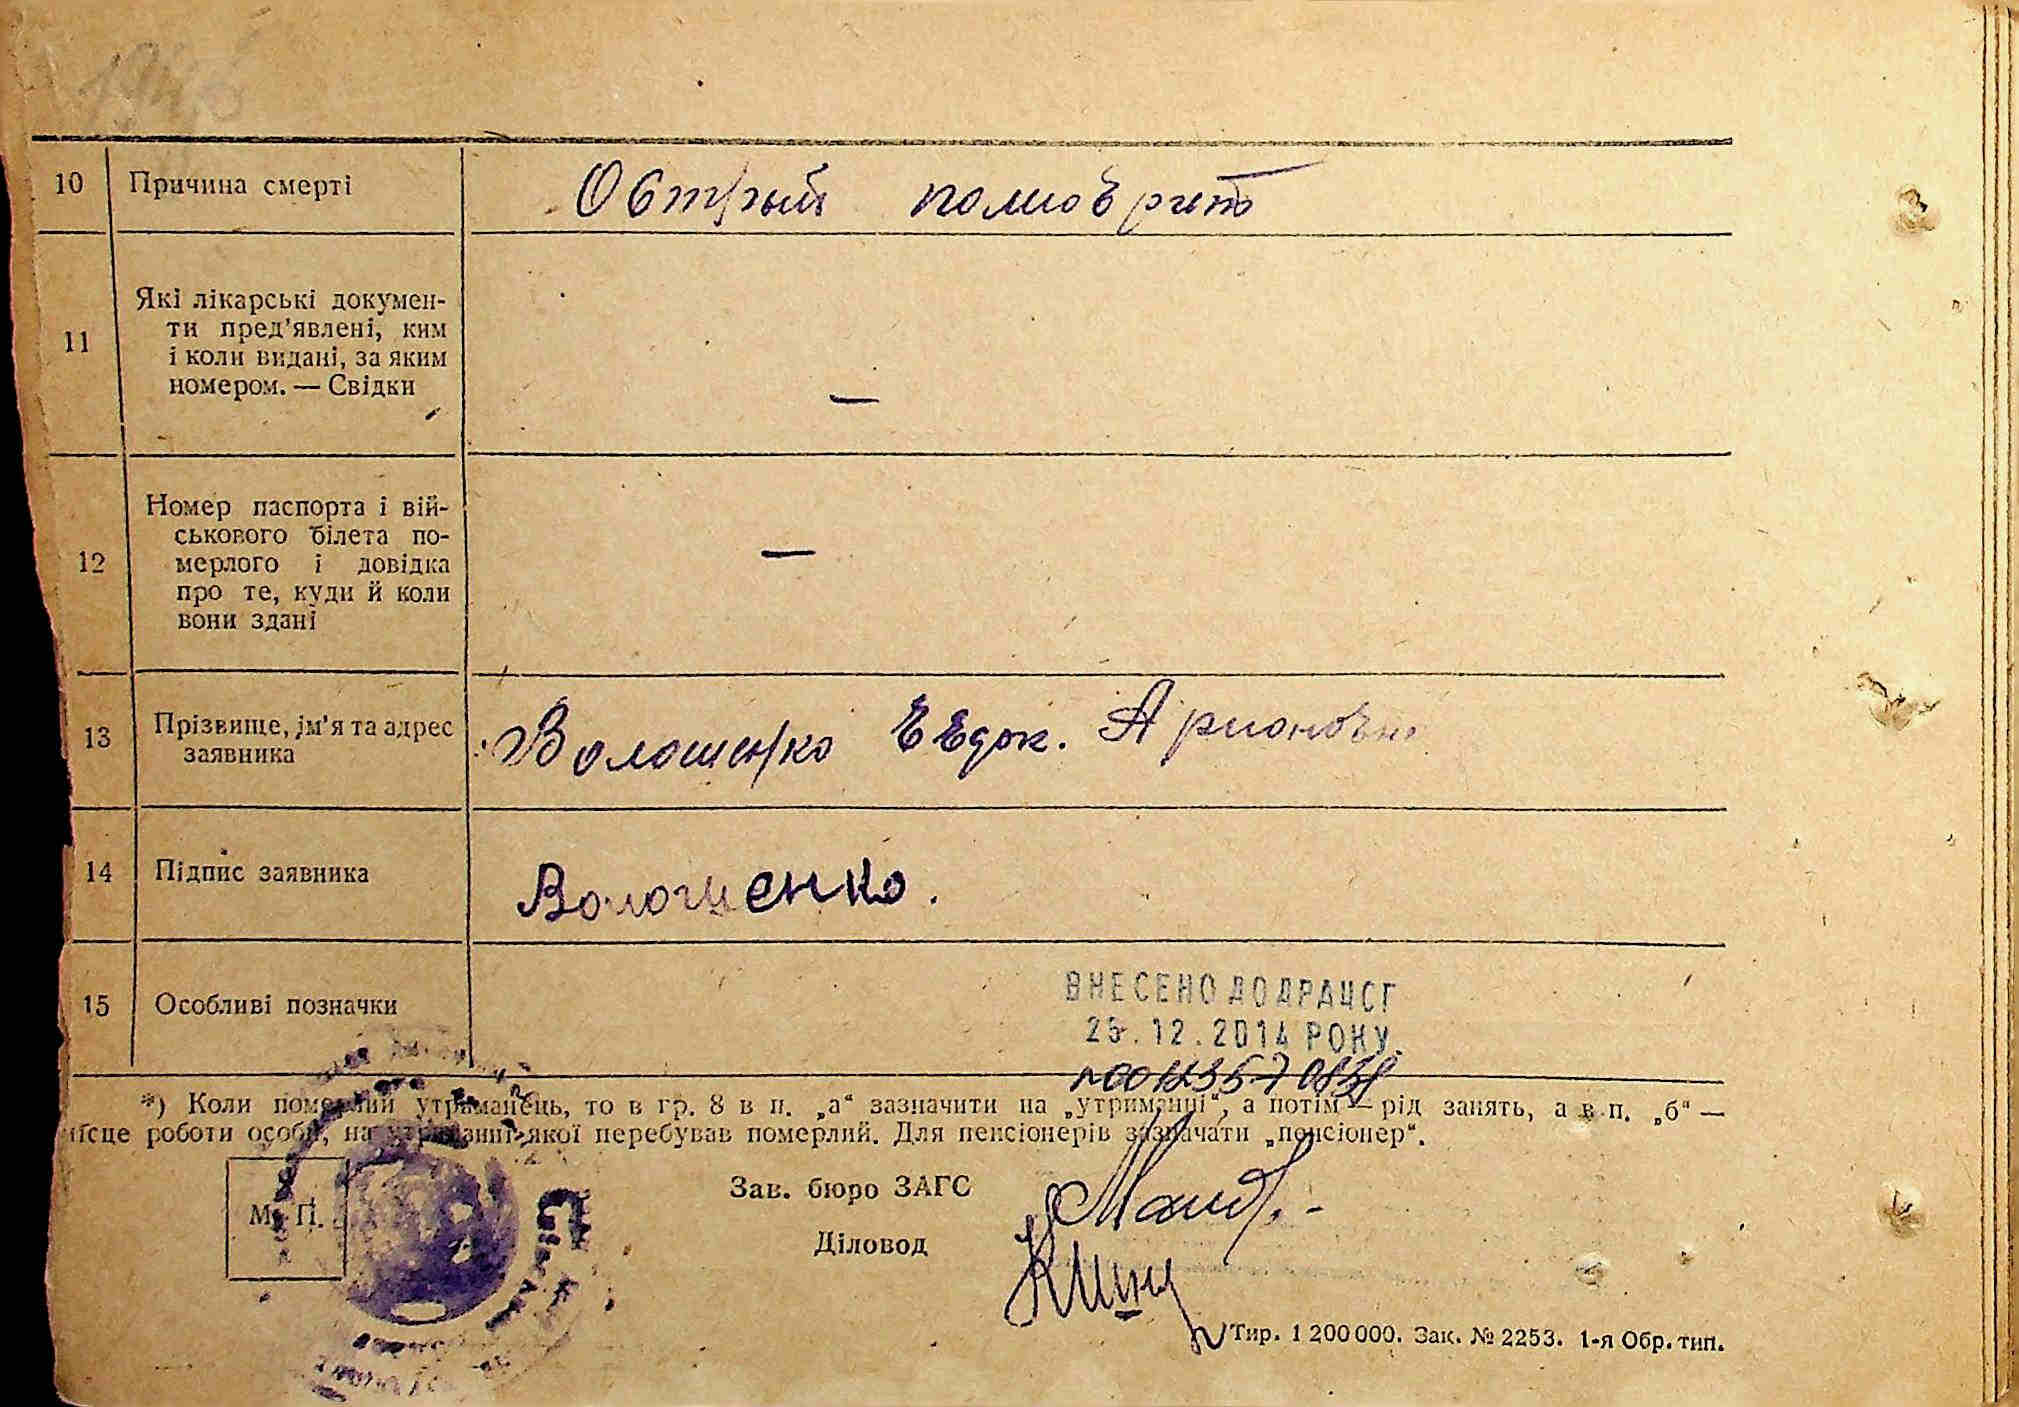 1946
10 Причина смерті Острый полиоврит
11 Які лікарські докумен-
ти пред'явлені, ким
і коли видані, за яким
номером. — Свідки —
12 Номер паспорта і вій-
ськового білета по-
мерлого і довідка
про те, куди й коли
вони здані —
13 Прізвище, ім'я та адрес
заявника Волошенко Евдок.
14 Підпис заявника Волошенко.
15 Особливі позначки
ВНЕСЕНО ДО ДРАЦСГ
.12.2014 РОКУ
*) Коли померлий утриманець, то в гр. 8 в п. „а“ зазначити на „утриманні“, а потім — рід занять, а в п. „б“ —
місце роботи особи, на утриманні якої перебував померлий. Для пенсіонерів зазначати „пенсіонер“.
М. П.
Зав. бюро ЗАГС
Діловод
Тир. 1 200 000. Зак. № 2253. 1-я Обр. тип.